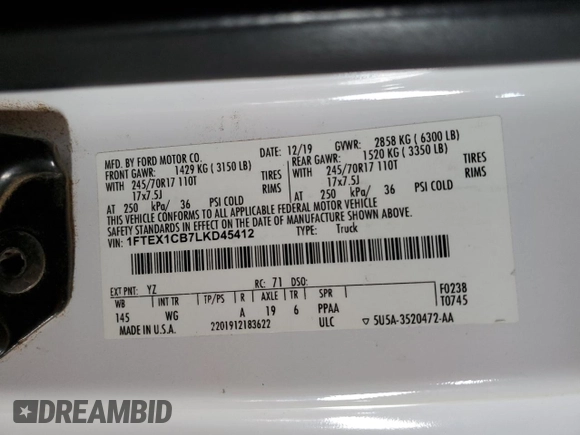 MFD. BY FORD MOTOR CO. DATE: 12/19 GVWR: 2858 KG ( 6300 LB)
FRONT GAWR: 1429 KG ( 3150 LB) REAR GAWR: 1520 KG ( 3350 LB)
WITH 245/70R17 110T TIRES WITH 245/70R17 110T TIRES
17x7.5J RIMS 17x7.5J RIMS
AT 250 kPa/ 36 PSI COLD AT 250 kPa/ 36 PSI COLD
THIS VEHICLE CONFORMS TO ALL APPLICABLE FEDERAL MOTOR VEHICLE
SAFETY STANDARDS IN EFFECT ON THE DATE OF MANUFACTURE SHOWN ABOVE.
VIN: 1FTEX1CB7LKD45412 TYPE: Truck
EXT PNT: YZ RC: 71 DSO: F0238
WB INT TR TP/PS R AXLE TR SPR T0745
145 WG A 19 6 PPAA
MADE IN U.S.A. 2201912183622 ULC ▽ 5U5A-3520472-AA
DREAMBID